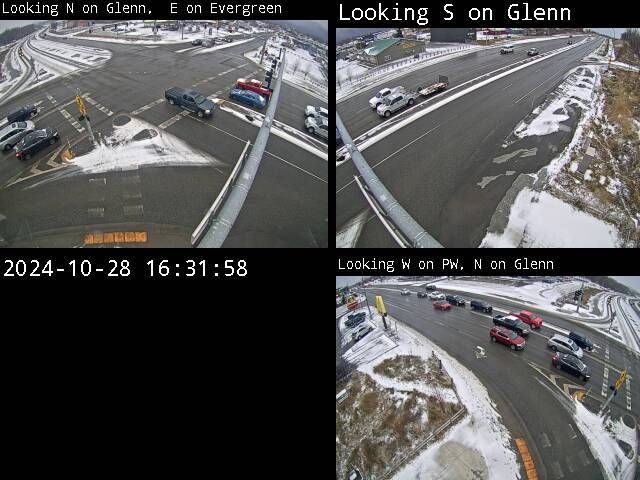 Looking N on Glenn,  E on Evergreen
Looking S on Glenn
2024-10-28 16:31:58
Looking W on PW, N on Glenn